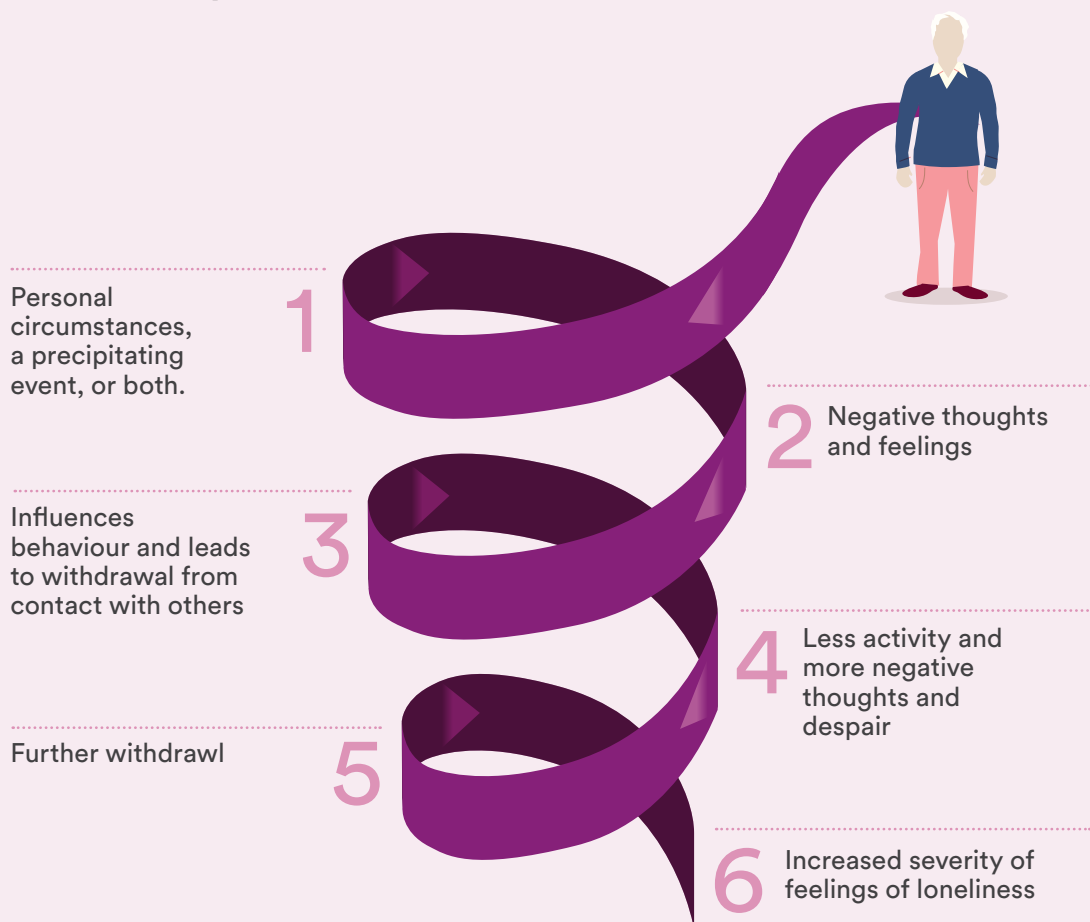 1
Personal
circumstances,
a precipitating
event, or both.
2
Negative thoughts
and feelings
3
Influences
behaviour and leads
to withdrawal from
contact with others
4
Less activity and
more negative
thoughts and
despair
5
Further withdrawl
6
Increased severity of
feelings of loneliness